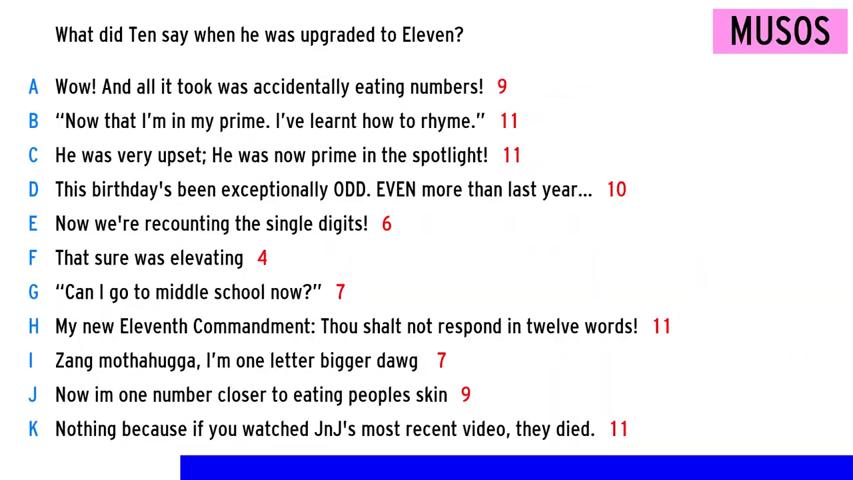 What did Ten say when he was upgraded to Eleven?
MUSOS
A Wow! And all it took was accidentally eating numbers! 9
B “Now that I’m in my prime. I’ve learnt how to rhyme.” 11
C He was very upset; He was now prime in the spotlight! 11
D This birthday's been exceptionally ODD. EVEN more than last year... 10
E Now we're recounting the single digits! 6
F That sure was elevating 4
G “Can I go to middle school now?” 7
H My new Eleventh Commandment: Thou shalt not respond in twelve words! 11
I Zang mothahugga, I’m one letter bigger dawg 7
J Now im one number closer to eating peoples skin 9
K Nothing because if you watched JnJ's most recent video, they died. 11